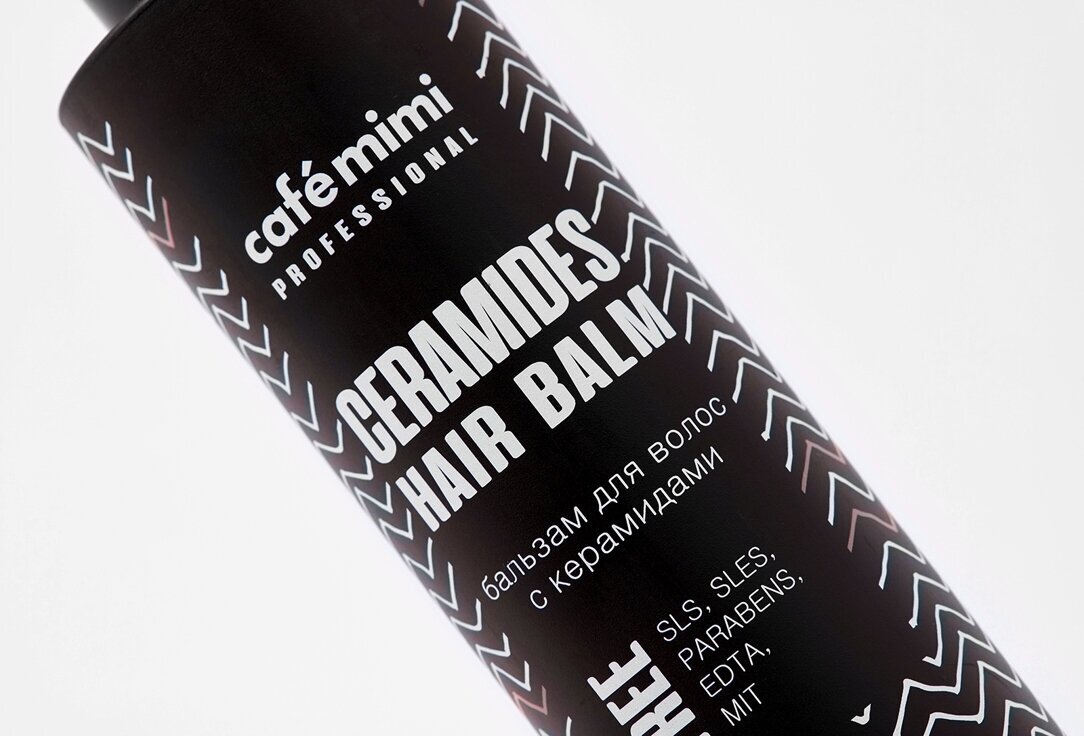 café mimi
PROFESSIONAL
CERAMIDES
HAIR BALM
бальзам для волос
с керамидами
SLS, SLES,
PARABENS,
EDTA,
MIT